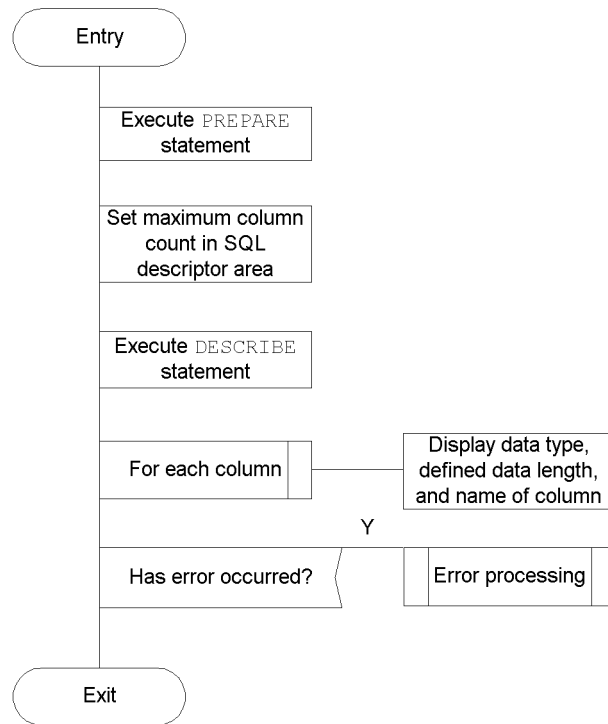 Entry
Execute PREPARE
statement
Set maximum column
count in SQL
descriptor area
Execute DESCRIBE
statement
For each column
Display data type,
defined data length,
and name of column
Y
Has error occurred?
Error processing
Exit